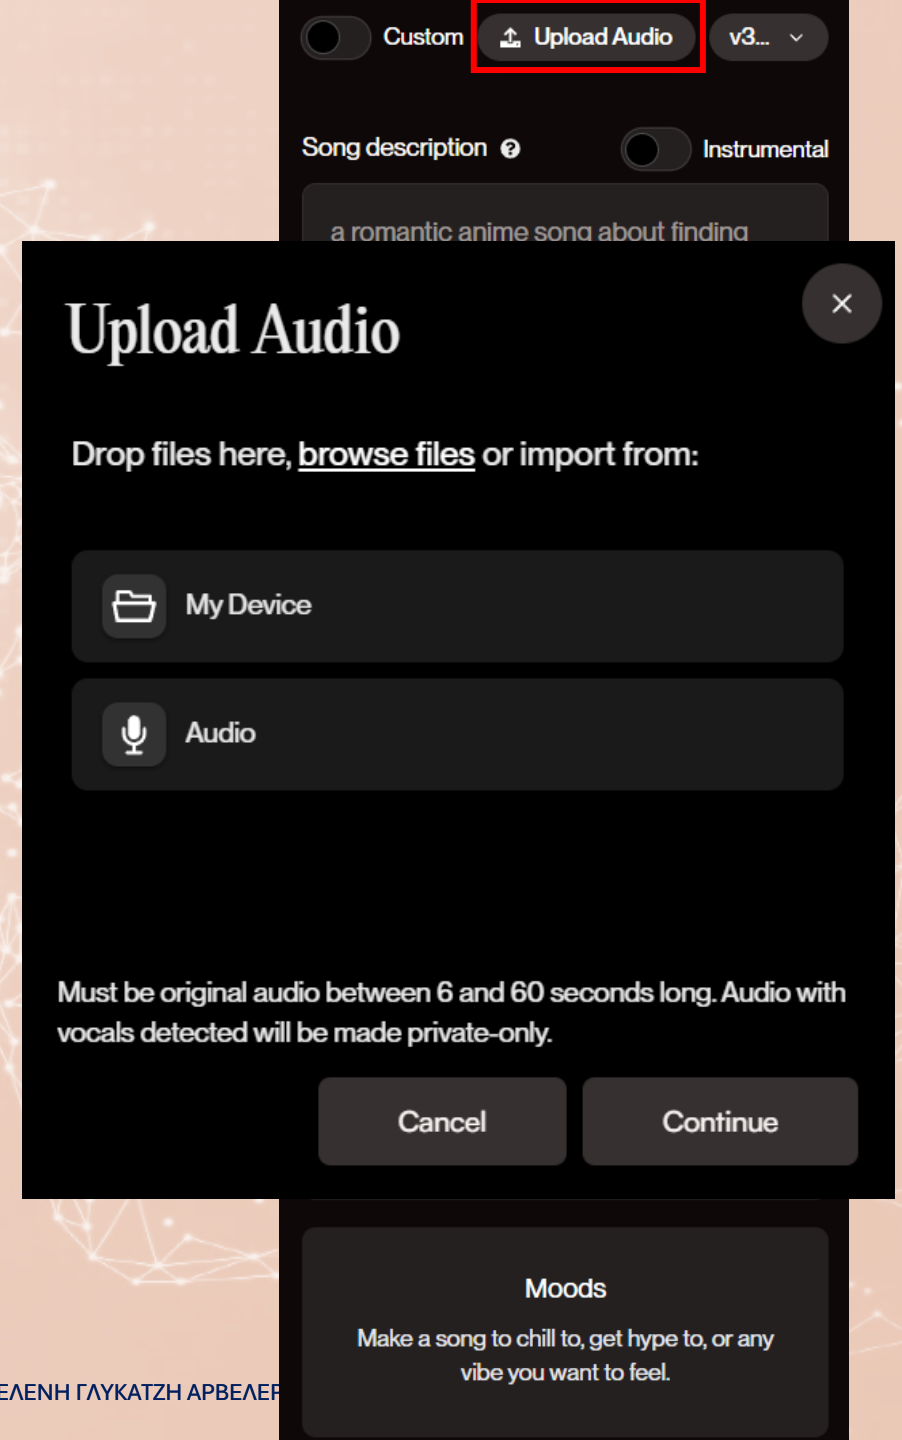 Custom
Upload Audio
v3...
Song description
Instrumental
a romantic anime song about finding
Upload Audio
Drop files here, browse files or import from:
My Device
Audio
Must be original audio between 6 and 60 seconds long. Audio with
vocals detected will be made private-only.
Cancel
Continue
Moods
Make a song to chill to, get hype to, or any
vibe you want to feel.
ΕΛΕΝΗ ΓΛΥΚΑΤΖΗ